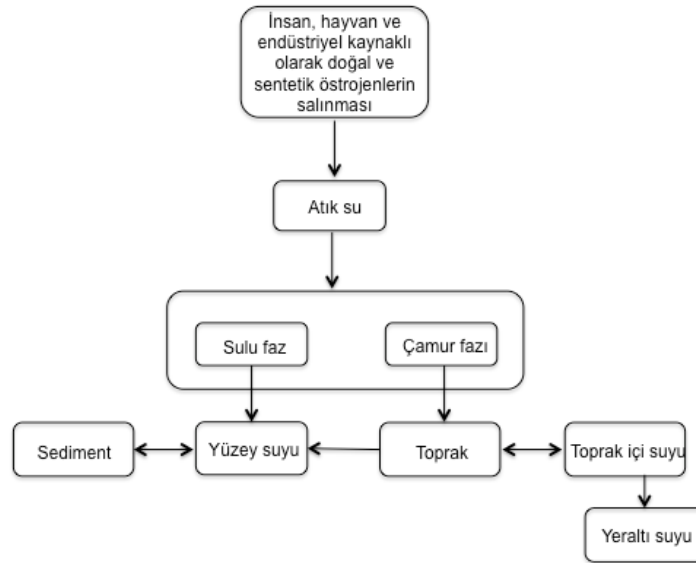 İnsan, hayvan ve
endüstriyel kaynaklı
olarak doğal ve
sentetik östrojenlerin
salınması
Atık su
Sulu faz
Çamur fazı
Sediment
Yüzey suyu
Toprak
Toprak içi suyu
Yeraltı suyu